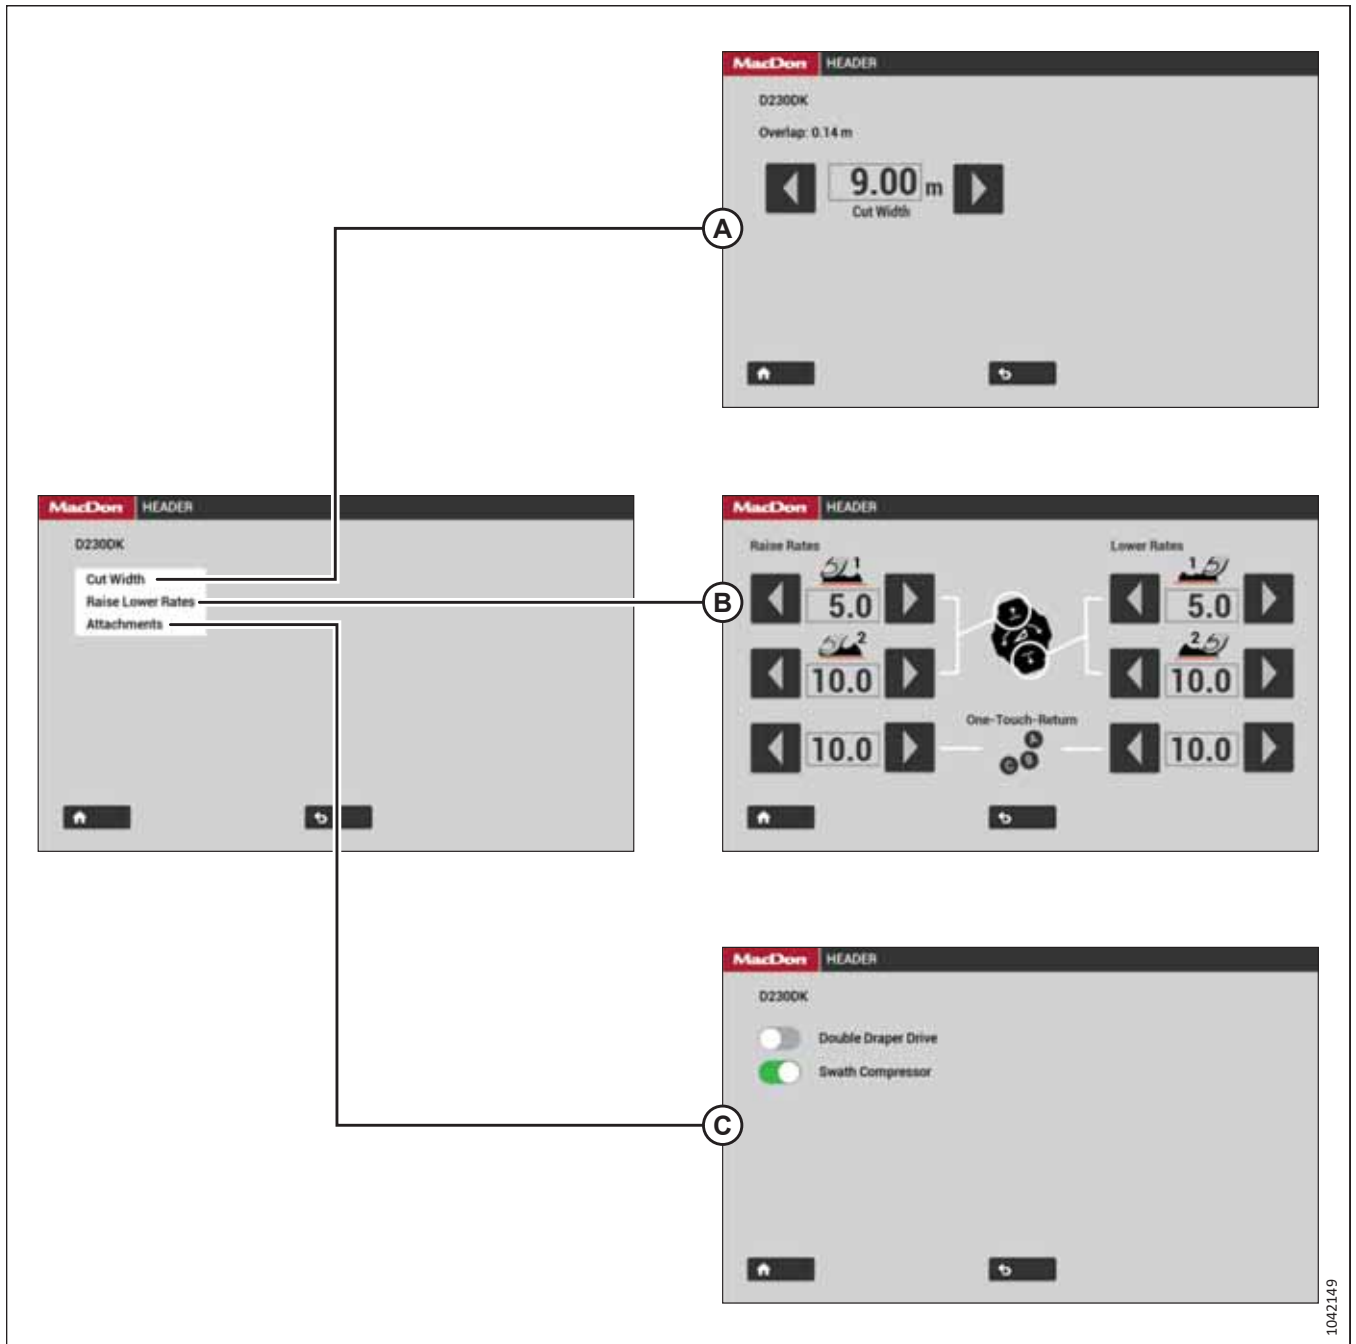 MacDon HEADER
D230DK
Overlap: 0.14 m
9.00 m
Cut Width
A
MacDon HEADER
D230DK
Cut Width
Raise Lower Rates
Attachments
MacDon HEADER
Raise Rates Lower Rates
1 1
B
5.0 5.0
2 2
10.0 10.0
One-Touch-Return
A
10.0 10.0
C B
MacDon HEADER
D230DK
Double Draper Drive
Swath Compressor
C
1042149